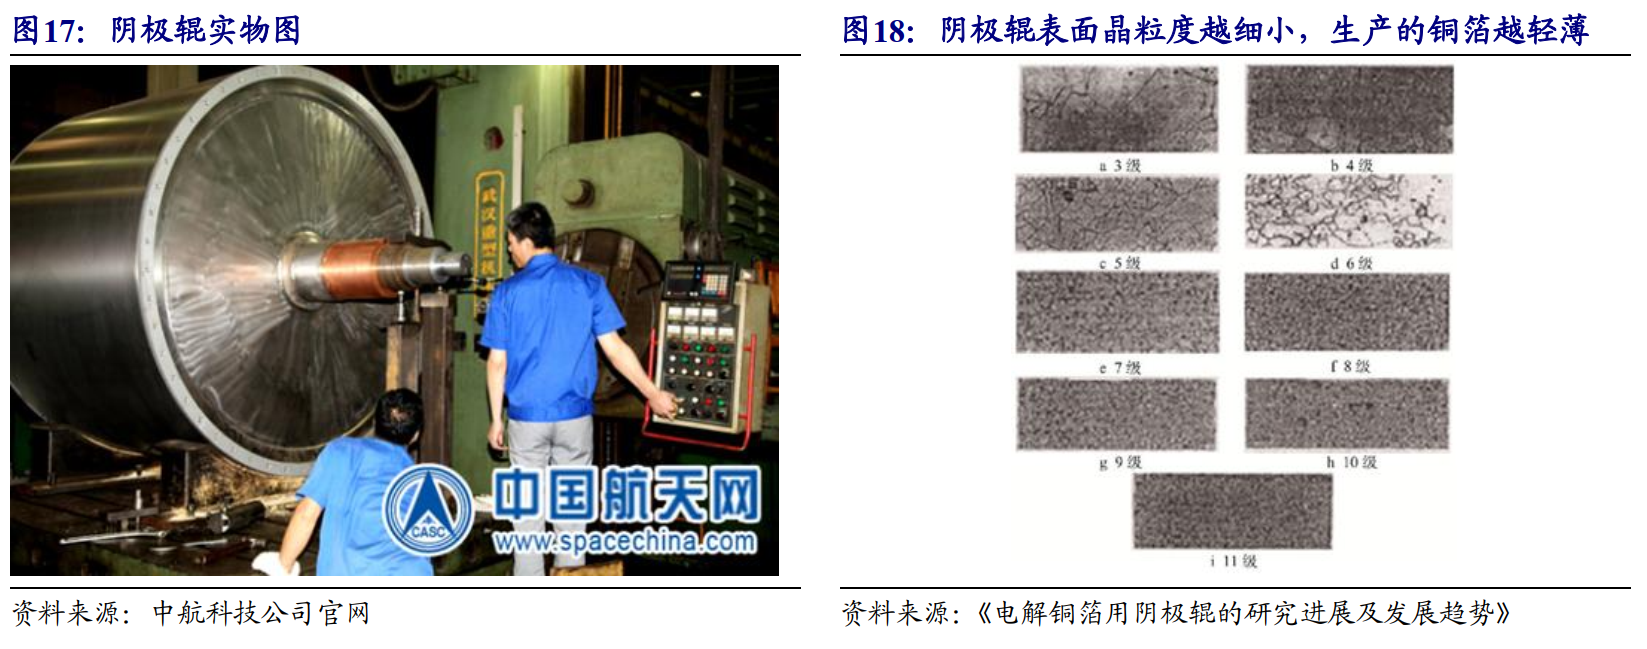 图17：阴极辊实物图
武汉重型机
CASC
中国航天网
www.spacechina.com
资料来源：中航科技公司官网
图18：阴极辊表面晶粒度越细小，生产的铜箔越轻薄
a 3级
b 4级
c 5级
d 6级
e 7级
f 8级
g 9级
h 10级
i 11级
资料来源：《电解铜箔用阴极辊的研究进展及发展趋势》